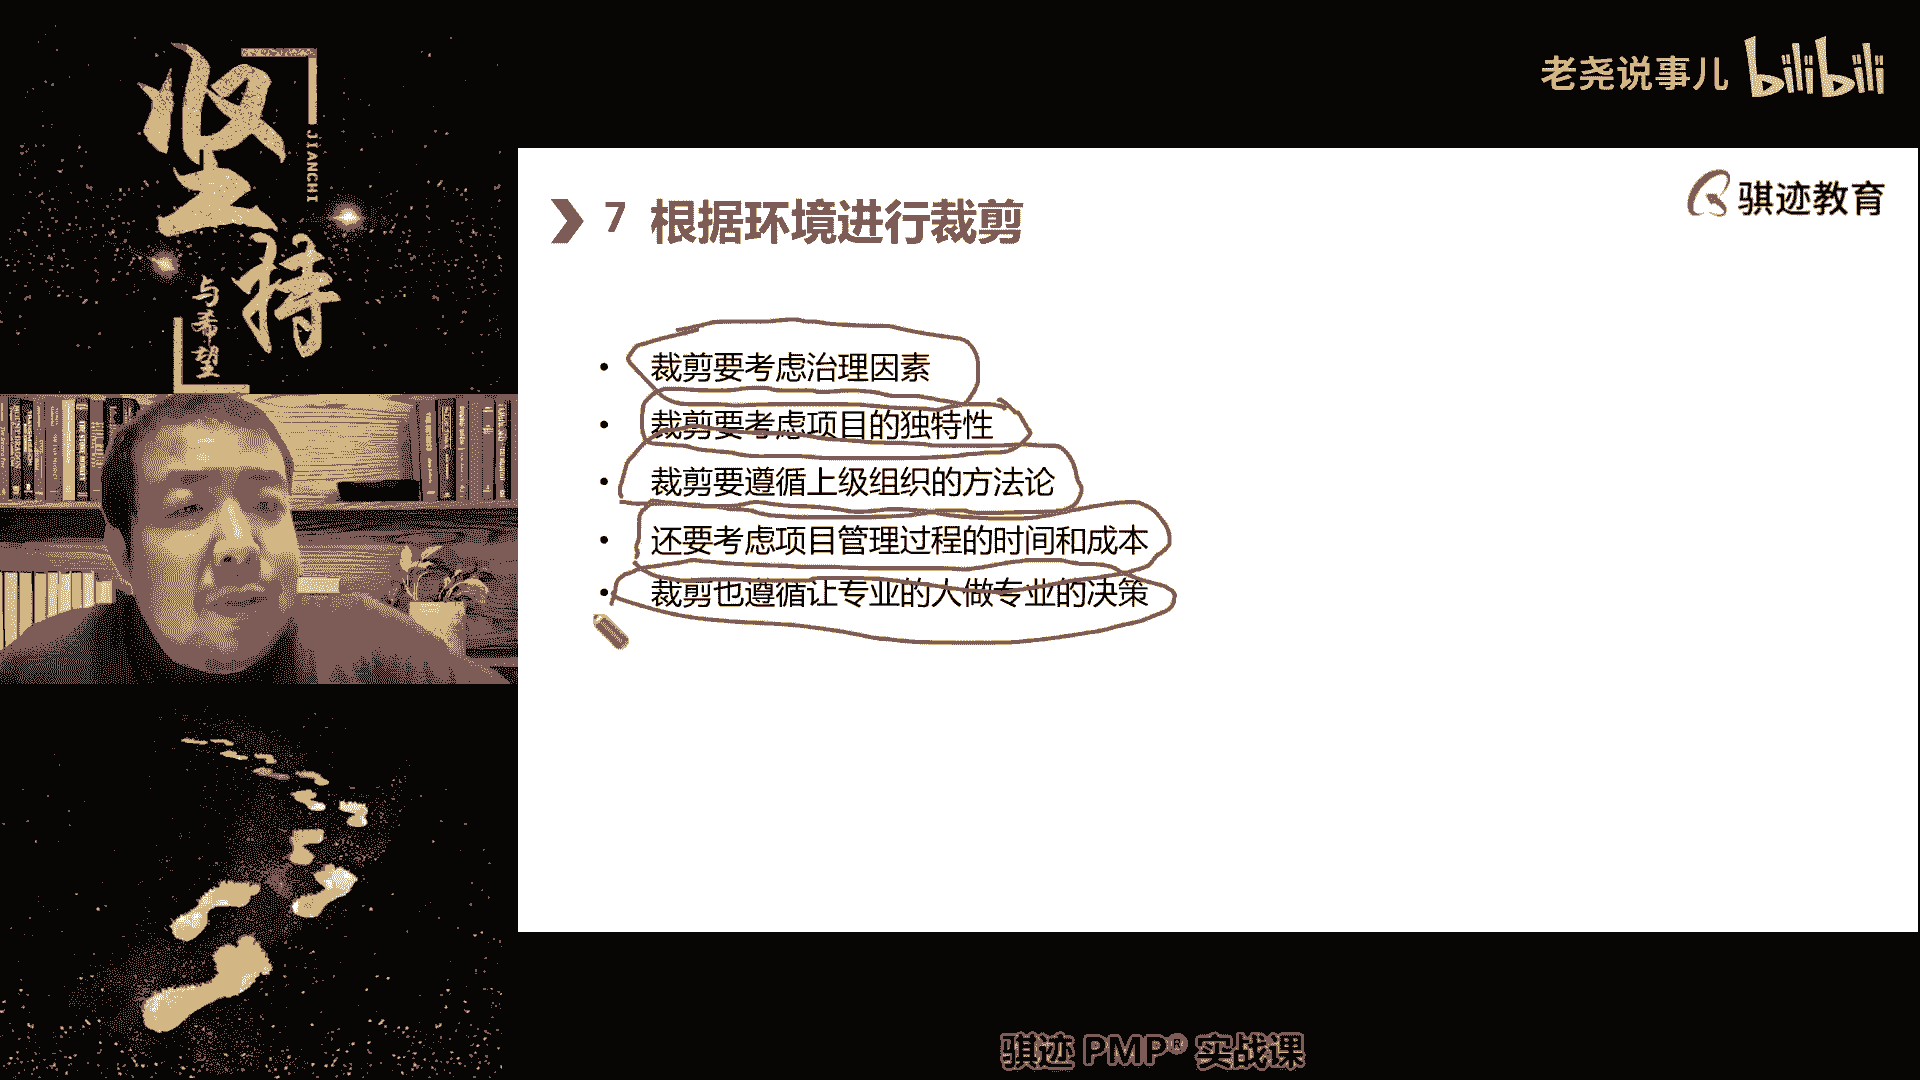 坚持
JIANCHI
与希望
老尧说事儿 bilibili
骐迹教育
7 根据环境进行裁剪
• 裁剪要考虑治理因素
• 裁剪要考虑项目的独特性
• 裁剪要遵循上级组织的方法论
• 还要考虑项目管理过程的时间和成本
• 裁剪也遵循让专业的人做专业的决策
骐迹 PMP® 实战课